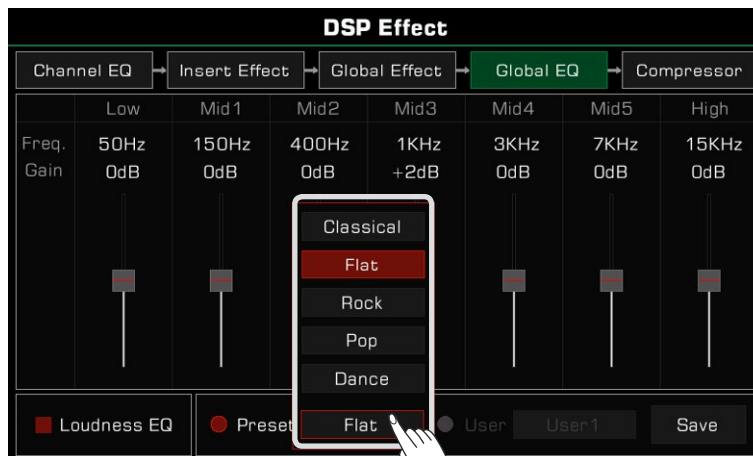 DSP Effect
Channel EQ Insert Effect Global Effect Global EQ Compressor
Low Mid1 Mid2 Mid3 Mid4 Mid5 High
Freq. 50Hz 150Hz 400Hz 1KHz 3KHz 7KHz 15KHz
Gain 0dB 0dB 0dB +2dB 0dB 0dB 0dB
Classical
Flat
Rock
Pop
Dance
Loudness EQ Preset Flat User User1 Save